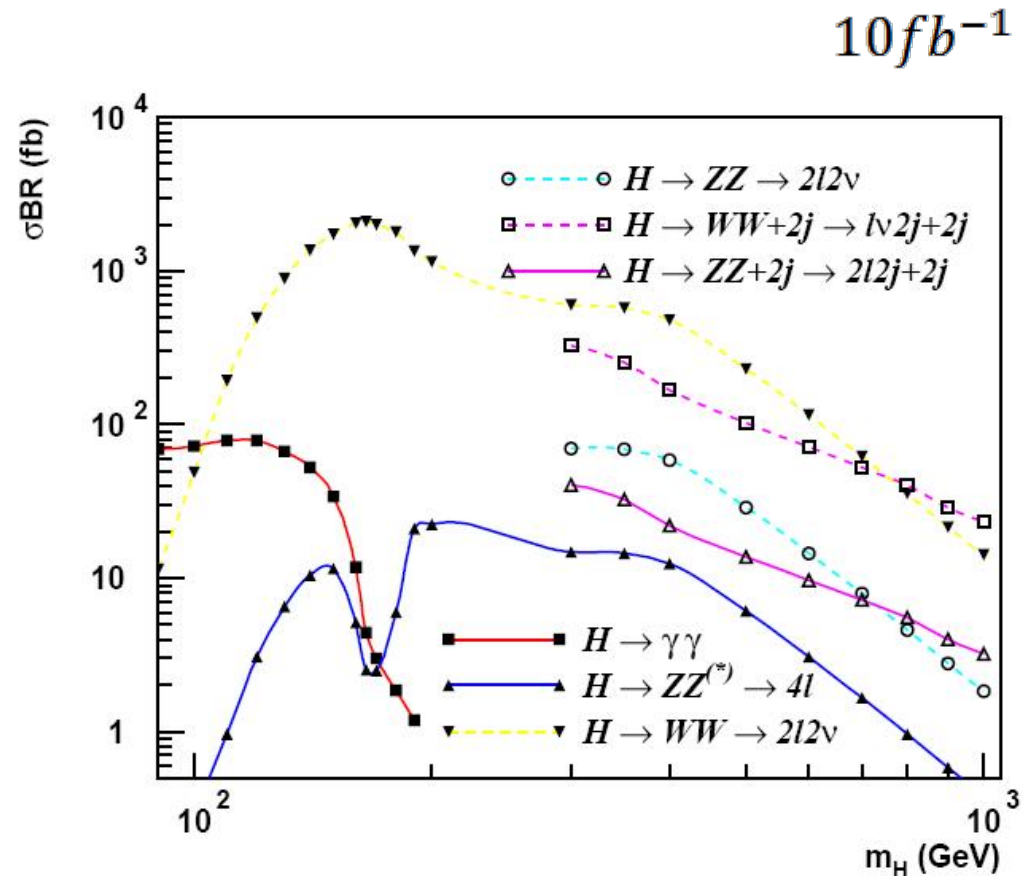 10fb⁻¹
σBR (fb)
10⁴
10³
10²
10
1
H → ZZ → 2l2ν
H → WW+2j → lν2j+2j
H → ZZ+2j → 2l2j+2j
H → γγ
H → ZZ⁽*⁾ → 4l
H → WW → 2l2ν
10² 10³
m_H (GeV)